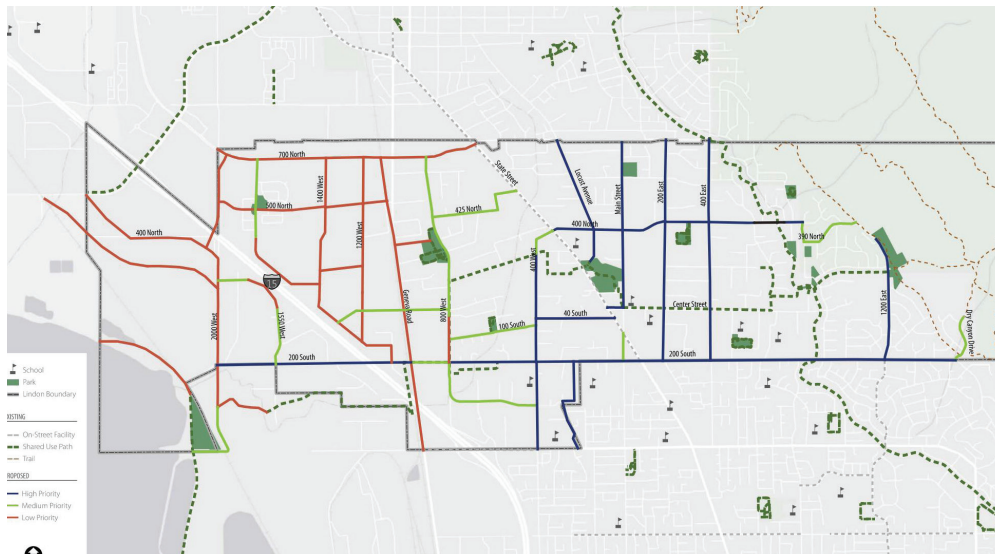 700 North
State Street
Locust Avenue
Main Street
200 East
400 East
1400 West
500 North
1200 West
425 North
400 North
400 North
390 North
400 West
15
Geneva Road
800 West
Center Street
1200 East
2000 West
1550 West
100 South
40 South
Dry Canyon Drive
200 South
200 South
School
Park
Lindon Boundary
XISTING
On-Street Facility
Shared Use Path
Trail
ROPOSED
High Priority
Medium Priority
Low Priority